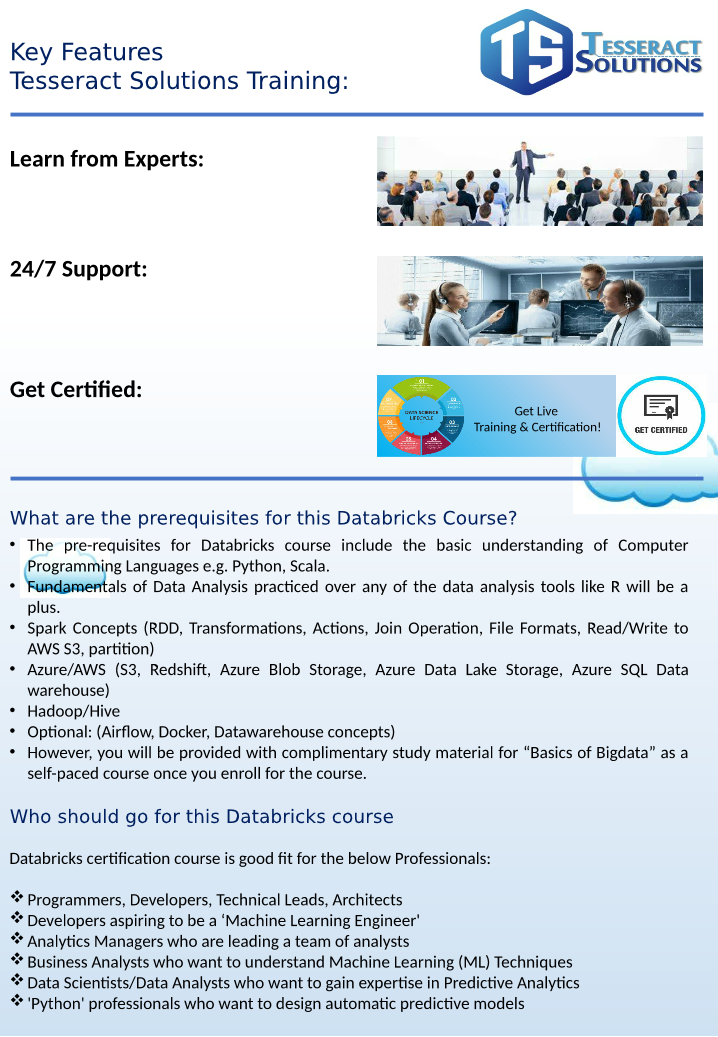 Key Features
Tesseract Solutions Training:
TS TESSERACT
SOLUTIONS
Learn from Experts:
24/7 Support:
Get Certified:
DATA SCIENCE
LIFECYCLE
Get Live
Training & Certification!
GET CERTIFIED
What are the prerequisites for this Databricks Course?
• The pre-requisites for Databricks course include the basic understanding of Computer
Programming Languages e.g. Python, Scala.
• Fundamentals of Data Analysis practiced over any of the data analysis tools like R will be a
plus.
• Spark Concepts (RDD, Transformations, Actions, Join Operation, File Formats, Read/Write to
AWS S3, partition)
• Azure/AWS (S3, Redshift, Azure Blob Storage, Azure Data Lake Storage, Azure SQL Data
warehouse)
• Hadoop/Hive
• Optional: (Airflow, Docker, Datawarehouse concepts)
• However, you will be provided with complimentary study material for “Basics of Bigdata” as a
self-paced course once you enroll for the course.
Who should go for this Databricks course
Databricks certification course is good fit for the below Professionals:
❖ Programmers, Developers, Technical Leads, Architects
❖ Developers aspiring to be a ‘Machine Learning Engineer'
❖ Analytics Managers who are leading a team of analysts
❖ Business Analysts who want to understand Machine Learning (ML) Techniques
❖ Data Scientists/Data Analysts who want to gain expertise in Predictive Analytics
❖ 'Python' professionals who want to design automatic predictive models